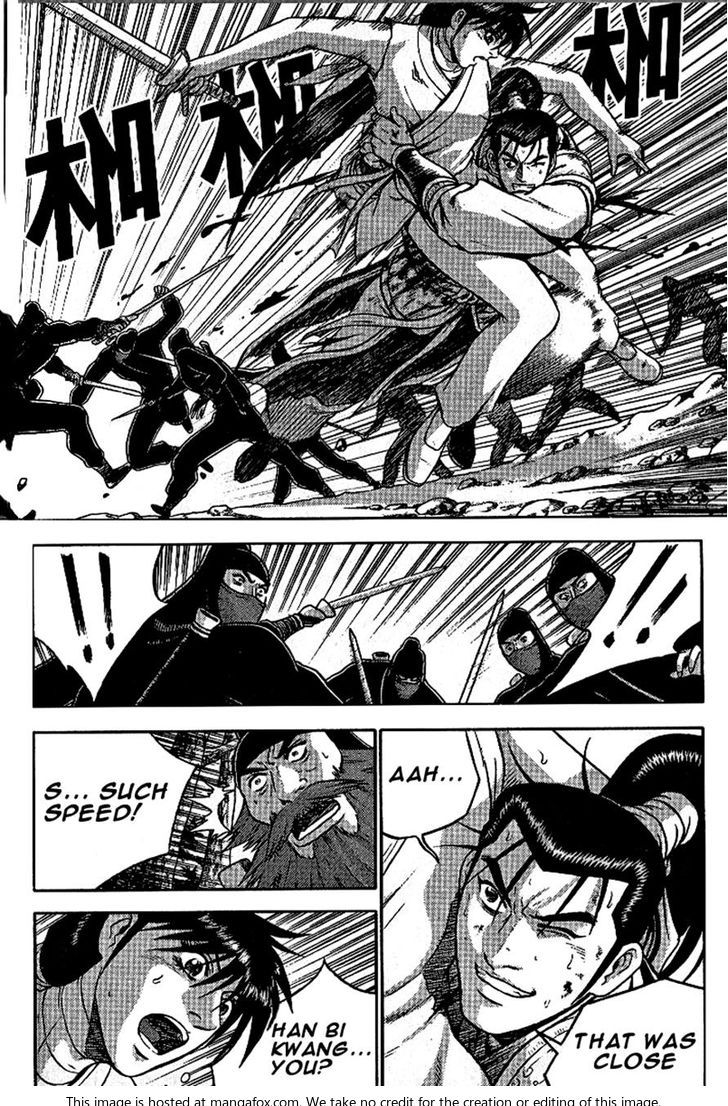 !!
!!
S... SUCH
SPEED!
HAN BI
KWANG...
YOU?
AAH...
THAT WAS
CLOSE
This image is hosted at mangafox.com. We take no credit for the creation or editing of this image.